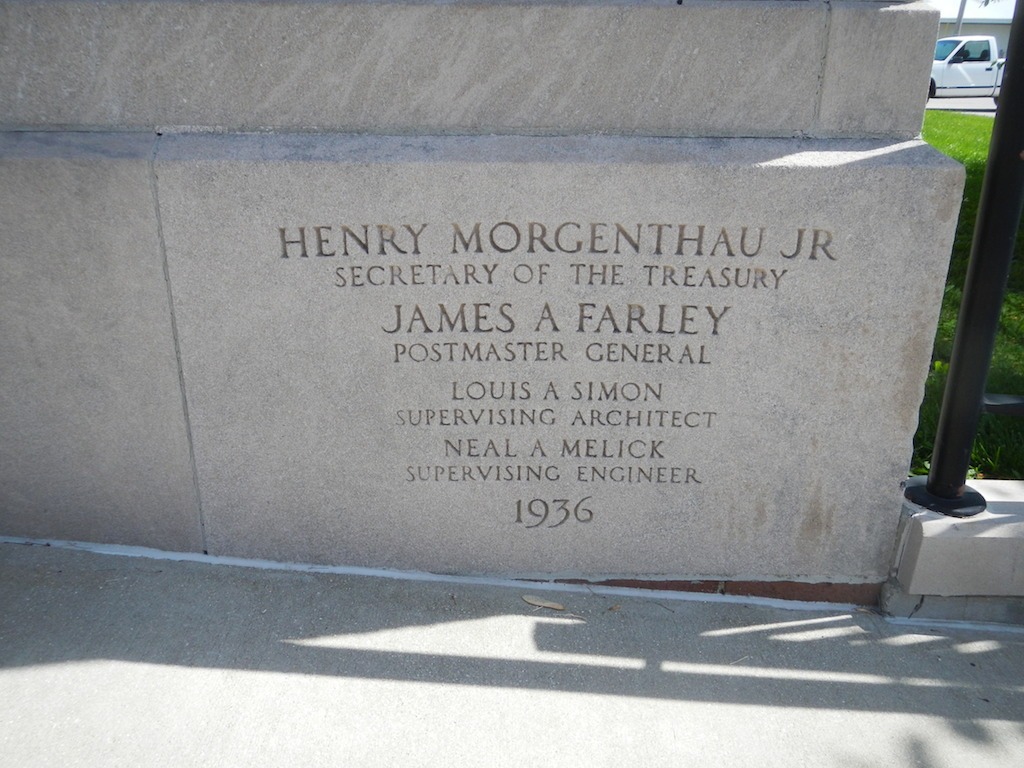 HENRY MORGENTHAU JR
SECRETARY OF THE TREASURY
JAMES A FARLEY
POSTMASTER GENERAL
LOUIS A SIMON
SUPERVISING ARCHITECT
NEAL A MELICK
SUPERVISING ENGINEER
1936